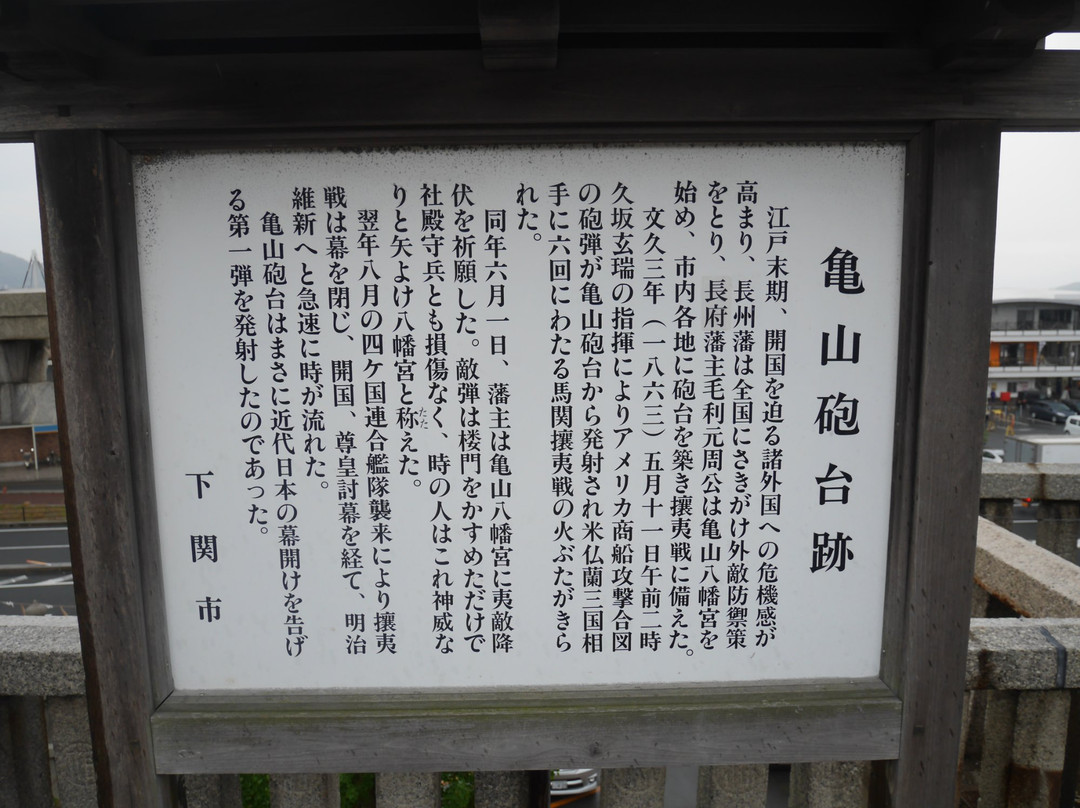 亀山砲台跡
江戸末期、開国を迫る諸外国への危機感が
高まり、長州藩は全国にさきがけ外敵防禦策
をとり、長府藩主毛利元周公は亀山八幡宮を
始め、市内各地に砲台を築き攘夷戦に備えた。
文久三年（一八六三）五月十一日午前二時
久坂玄瑞の指揮によりアメリカ商船攻撃合図
の砲弾が亀山砲台から発射され米仏蘭三国相
手に六回にわたる馬関攘夷戦の火ぶたがきら
れた。
同年六月一日、藩主は亀山八幡宮に夷敵降
伏を祈願した。敵弾は楼門をかすめただけで
社殿守兵とも損傷なく、時の人はこれ神威な
りと矢よけ八幡宮と称たたえた。
翌年八月の四ケ国連合艦隊襲来により攘夷
戦は幕を閉じ、開国、尊皇討幕を経て、明治
維新へと急速に時が流れた。
亀山砲台はまさに近代日本の幕開けを告げ
る第一弾を発射したのであった。
下関市